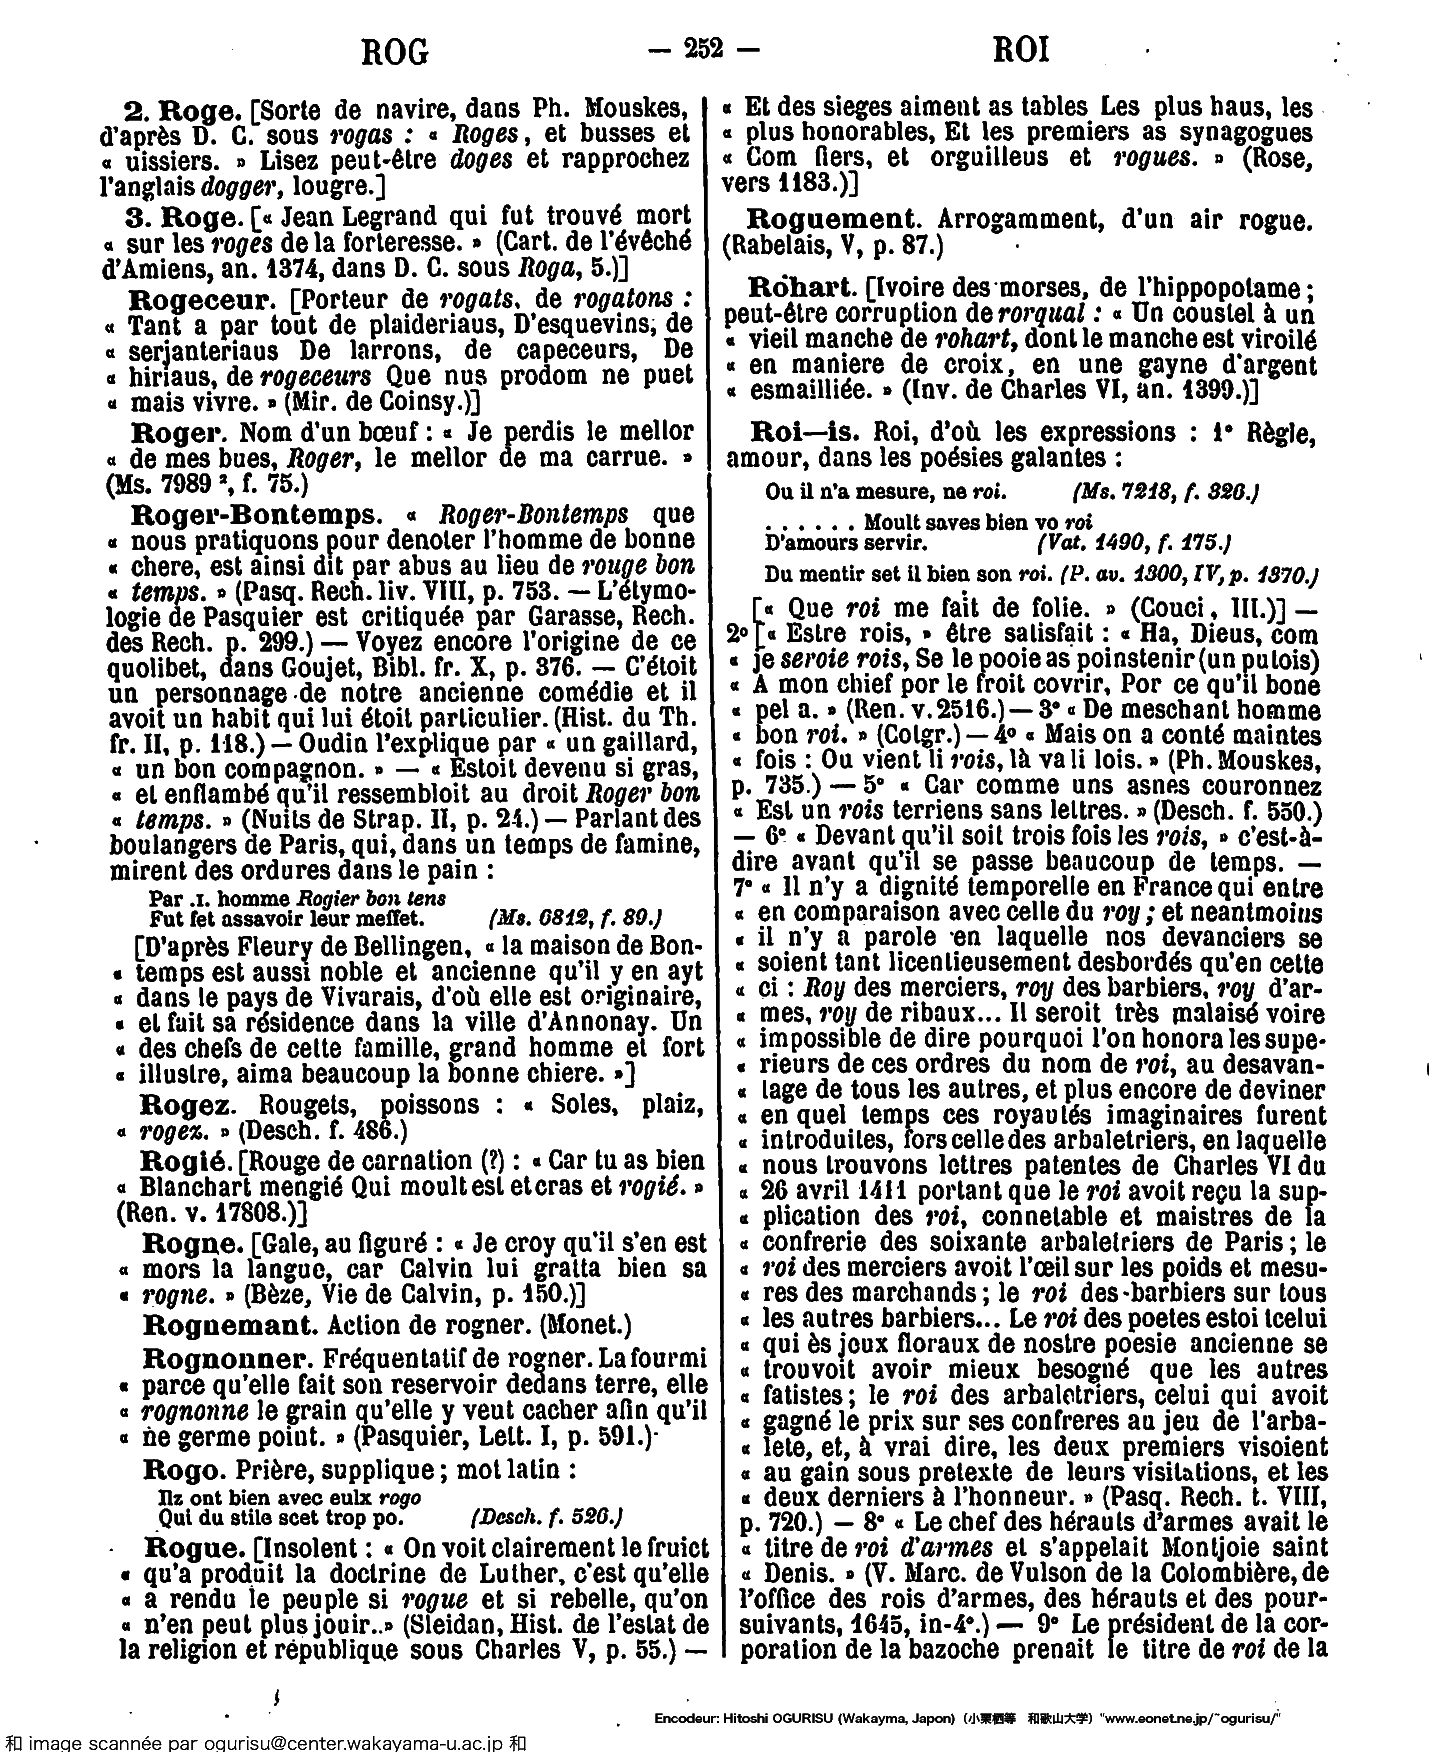 ROG
— 252 —
ROI
2. Roge. [Sorte de navire, dans Ph. Mouskes,
d'après D. C. sous rogas : « Roges, et busses et
« uissiers. » Lisez peut-être doges et rapprochez
l'anglais dogger, lougre.]
3. Roge. [« Jean Legrand qui fut trouvé mort
« sur les roges de la forteresse. » (Cart. de l'évêché
d'Amiens, an. 1374, dans D. C. sous Roga, 5.)]
Rogeceur. [Porteur de rogats, de rogatons :
« Tant a par tout de plaideriaus, D'esquevins, de
« serjanteriaus De larrons, de capeceurs, De
« hiriaus, de rogeceurs Que nus prodom ne puet
« mais vivre. » (Mir. de Coinsy.)]
Roger. Nom d'un bœuf : « Je perdis le mellor
« de mes bues, Roger, le mellor de ma carrue. »
(Ms. 7989 ², f. 75.)
Roger-Bontemps. « Roger-Bontemps que
« nous pratiquons pour denoter l'homme de bonne
« chere, est ainsi dit par abus au lieu de rouge bon
« temps. » (Pasq. Rech. liv. VIII, p. 753. — L'étymo-
logie de Pasquier est critiquée par Garasse, Rech.
des Rech. p. 299.) — Voyez encore l'origine de ce
quolibet, dans Goujet, Bibl. fr. X, p. 376. — C'étoit
un personnage de notre ancienne comédie et il
avoit un habit qui lui étoit particulier. (Hist. du Th.
fr. II, p. 118.) — Oudin l'explique par « un gaillard,
« un bon compagnon. » — « Estoit devenu si gras,
« et enflambé qu'il ressembloit au droit Roger bon
« temps. » (Nuits de Strap. II, p. 24.) — Parlant des
boulangers de Paris, qui, dans un temps de famine,
mirent des ordures dans le pain :
Par .I. homme Rogier bon tens
Fut fet assavoir leur meffet. (Ms. 6812, f. 89.)
[D'après Fleury de Bellingen, « la maison de Bon-
« temps est aussi noble et ancienne qu'il y en ayt
« dans le pays de Vivarais, d'où elle est originaire,
« et fait sa résidence dans la ville d'Annonay. Un
« des chefs de cette famille, grand homme et fort
« illustre, aima beaucoup la bonne chiere. »]
Rogez. Rougets, poissons : « Soles, plaiz,
« rogez. » (Desch. f. 486.)
Rogié. [Rouge de carnation (?) : « Car tu as bien
« Blanchart mengié Qui moult est et cras et rogié. »
(Ren. v. 17808.)]
Rogne. [Gale, au figuré : « Je croy qu'il s'en est
« mors la langue, car Calvin lui gratta bien sa
« rogne. » (Bèze, Vie de Calvin, p. 150.)]
Rognemant. Action de rogner. (Monet.)
Rognonner. Fréquentatif de rogner. La fourmi
« parce qu'elle fait son reservoir dedans terre, elle
« rognonne le grain qu'elle y veut cacher afin qu'il
« ne germe point. » (Pasquier, Lett. I, p. 591.)
Rogo. Prière, supplique ; mot latin :
Ilz ont bien avec eulx rogo
Qui du stile scet trop po. (Desch. f. 526.)
Rogue. [Insolent : « On voit clairement le fruict
« qu'a produit la doctrine de Luther, c'est qu'elle
« a rendu le peuple si rogue et si rebelle, qu'on
« n'en peut plus jouir..» (Sleidan, Hist. de l'estat de
la religion et république sous Charles V, p. 55.) —
« Et des sieges aiment as tables Les plus haus, les
« plus honorables, Et les premiers as synagogues
« Com fiers, et orguilleus et rogues. » (Rose,
vers 1183.)]
Roguement. Arrogamment, d'un air rogue.
(Rabelais, V, p. 87.)
Rohart. [Ivoire des morses, de l'hippopotame ;
peut-être corruption de rorqual : « Un coustel à un
« vieil manche de rohart, dont le manche est viroilé
« en maniere de croix, en une gayne d'argent
« esmailliée. » (Inv. de Charles VI, an. 1399.)]
Roi—is. Roi, d'où les expressions : 1° Règle,
amour, dans les poésies galantes :
Ou il n'a mesure, ne roi. (Ms. 7218, f. 326.)
. . . . . . Moult saves bien vo roi
D'amours servir. (Vat. 1490, f. 175.)
Du mentir set il bien son roi. (P. av. 1300, IV, p. 1370.)
[« Que roi me fait de folie. » (Couci, III.)] —
2° [« Estre rois, » être satisfait : « Ha, Dieus, com
« je seroie rois, Se le pooie as poins tenir (un putois)
« A mon chief por le froit covrir, Por ce qu'il bone
« pel a. » (Ren. v. 2516.) — 3° « De meschant homme
« bon roi. » (Cotgr.) — 4° « Mais on a conté maintes
« fois : Ou vient li rois, là va li lois. » (Ph. Mouskes,
p. 735.) — 5° « Car comme uns asnes couronnez
« Est un rois terriens sans lettres. » (Desch. f. 550.)
— 6° « Devant qu'il soit trois fois les rois, » c'est-à-
dire avant qu'il se passe beaucoup de temps. —
7° « Il n'y a dignité temporelle en France qui entre
« en comparaison avec celle du roy ; et neantmoins
« il n'y a parole en laquelle nos devanciers se
« soient tant licentieusement desbordés qu'en cette
« ci : Roy des merciers, roy des barbiers, roy d'ar-
« mes, roy de ribaux... Il seroit très malaisé voire
« impossible de dire pourquoi l'on honora les supe-
« rieurs de ces ordres du nom de roi, au desavan-
« tage de tous les autres, et plus encore de deviner
« en quel temps ces royautés imaginaires furent
« introduites, fors celle des arbaletriers, en laquelle
« nous trouvons lettres patentes de Charles VI du
« 26 avril 1411 portant que le roi avoit reçu la sup-
« plication des roi, connetable et maistres de la
« confrerie des soixante arbaletriers de Paris ; le
« roi des merciers avoit l'œil sur les poids et mesu-
« res des marchands ; le roi des barbiers sur tous
« les autres barbiers... Le roi des poetes estoi tcelui
« qui ès jeux floraux de nostre poesie ancienne se
« trouvoit avoir mieux besogné que les autres
« fatistes ; le roi des arbaletriers, celui qui avoit
« gagné le prix sur ses confreres au jeu de l'arba-
« lete, et, à vrai dire, les deux premiers visoient
« au gain sous pretexte de leurs visitations, et les
« deux derniers à l'honneur. » (Pasq. Rech. t. VIII,
p. 720.) — 8° « Le chef des hérauts d'armes avait le
« titre de roi d'armes et s'appelait Montjoie saint
« Denis. » (V. Marc. de Vulson de la Colombière, de
l'office des rois d'armes, des hérauts et des pour-
suivants, 1645, in-4°.) — 9° Le président de la cor-
poration de la bazoche prenait le titre de roi de la
Encodeur: Hitoshi OGURISU (Wakayma, Japon) (小栗栖等 和歌山大学) "www.eonet.ne.jp/~ogurisu/"
和 image scannée par ogurisu@center.wakayama-u.ac.jp 和